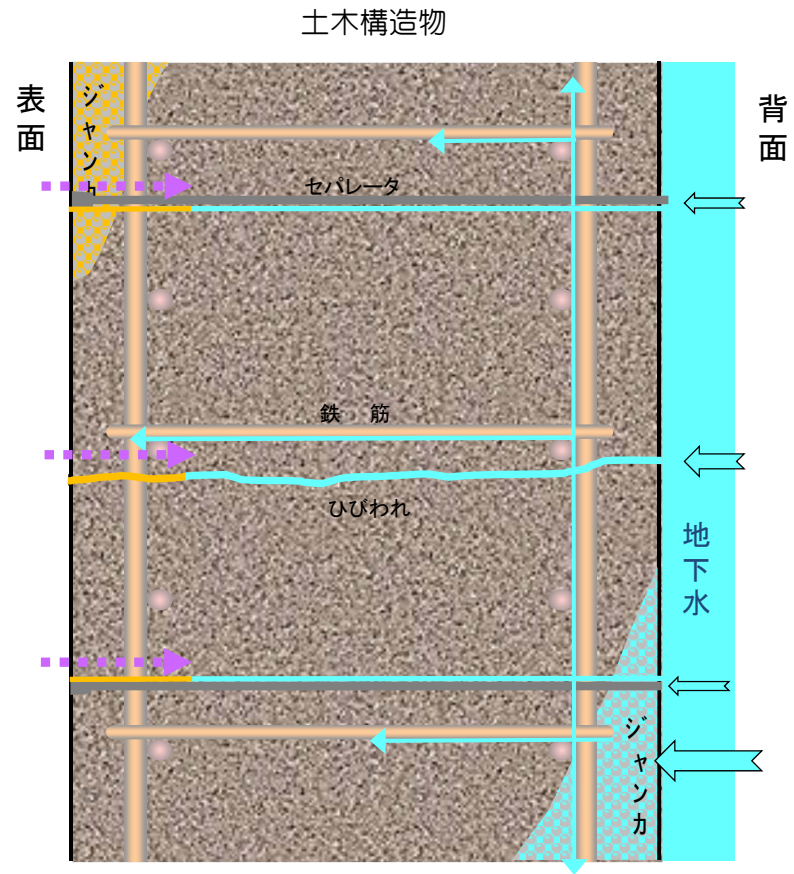 土木構造物
表面
ジャンカ
背面
セパレータ
鉄 筋
ひびわれ
地下水
ジャンカ